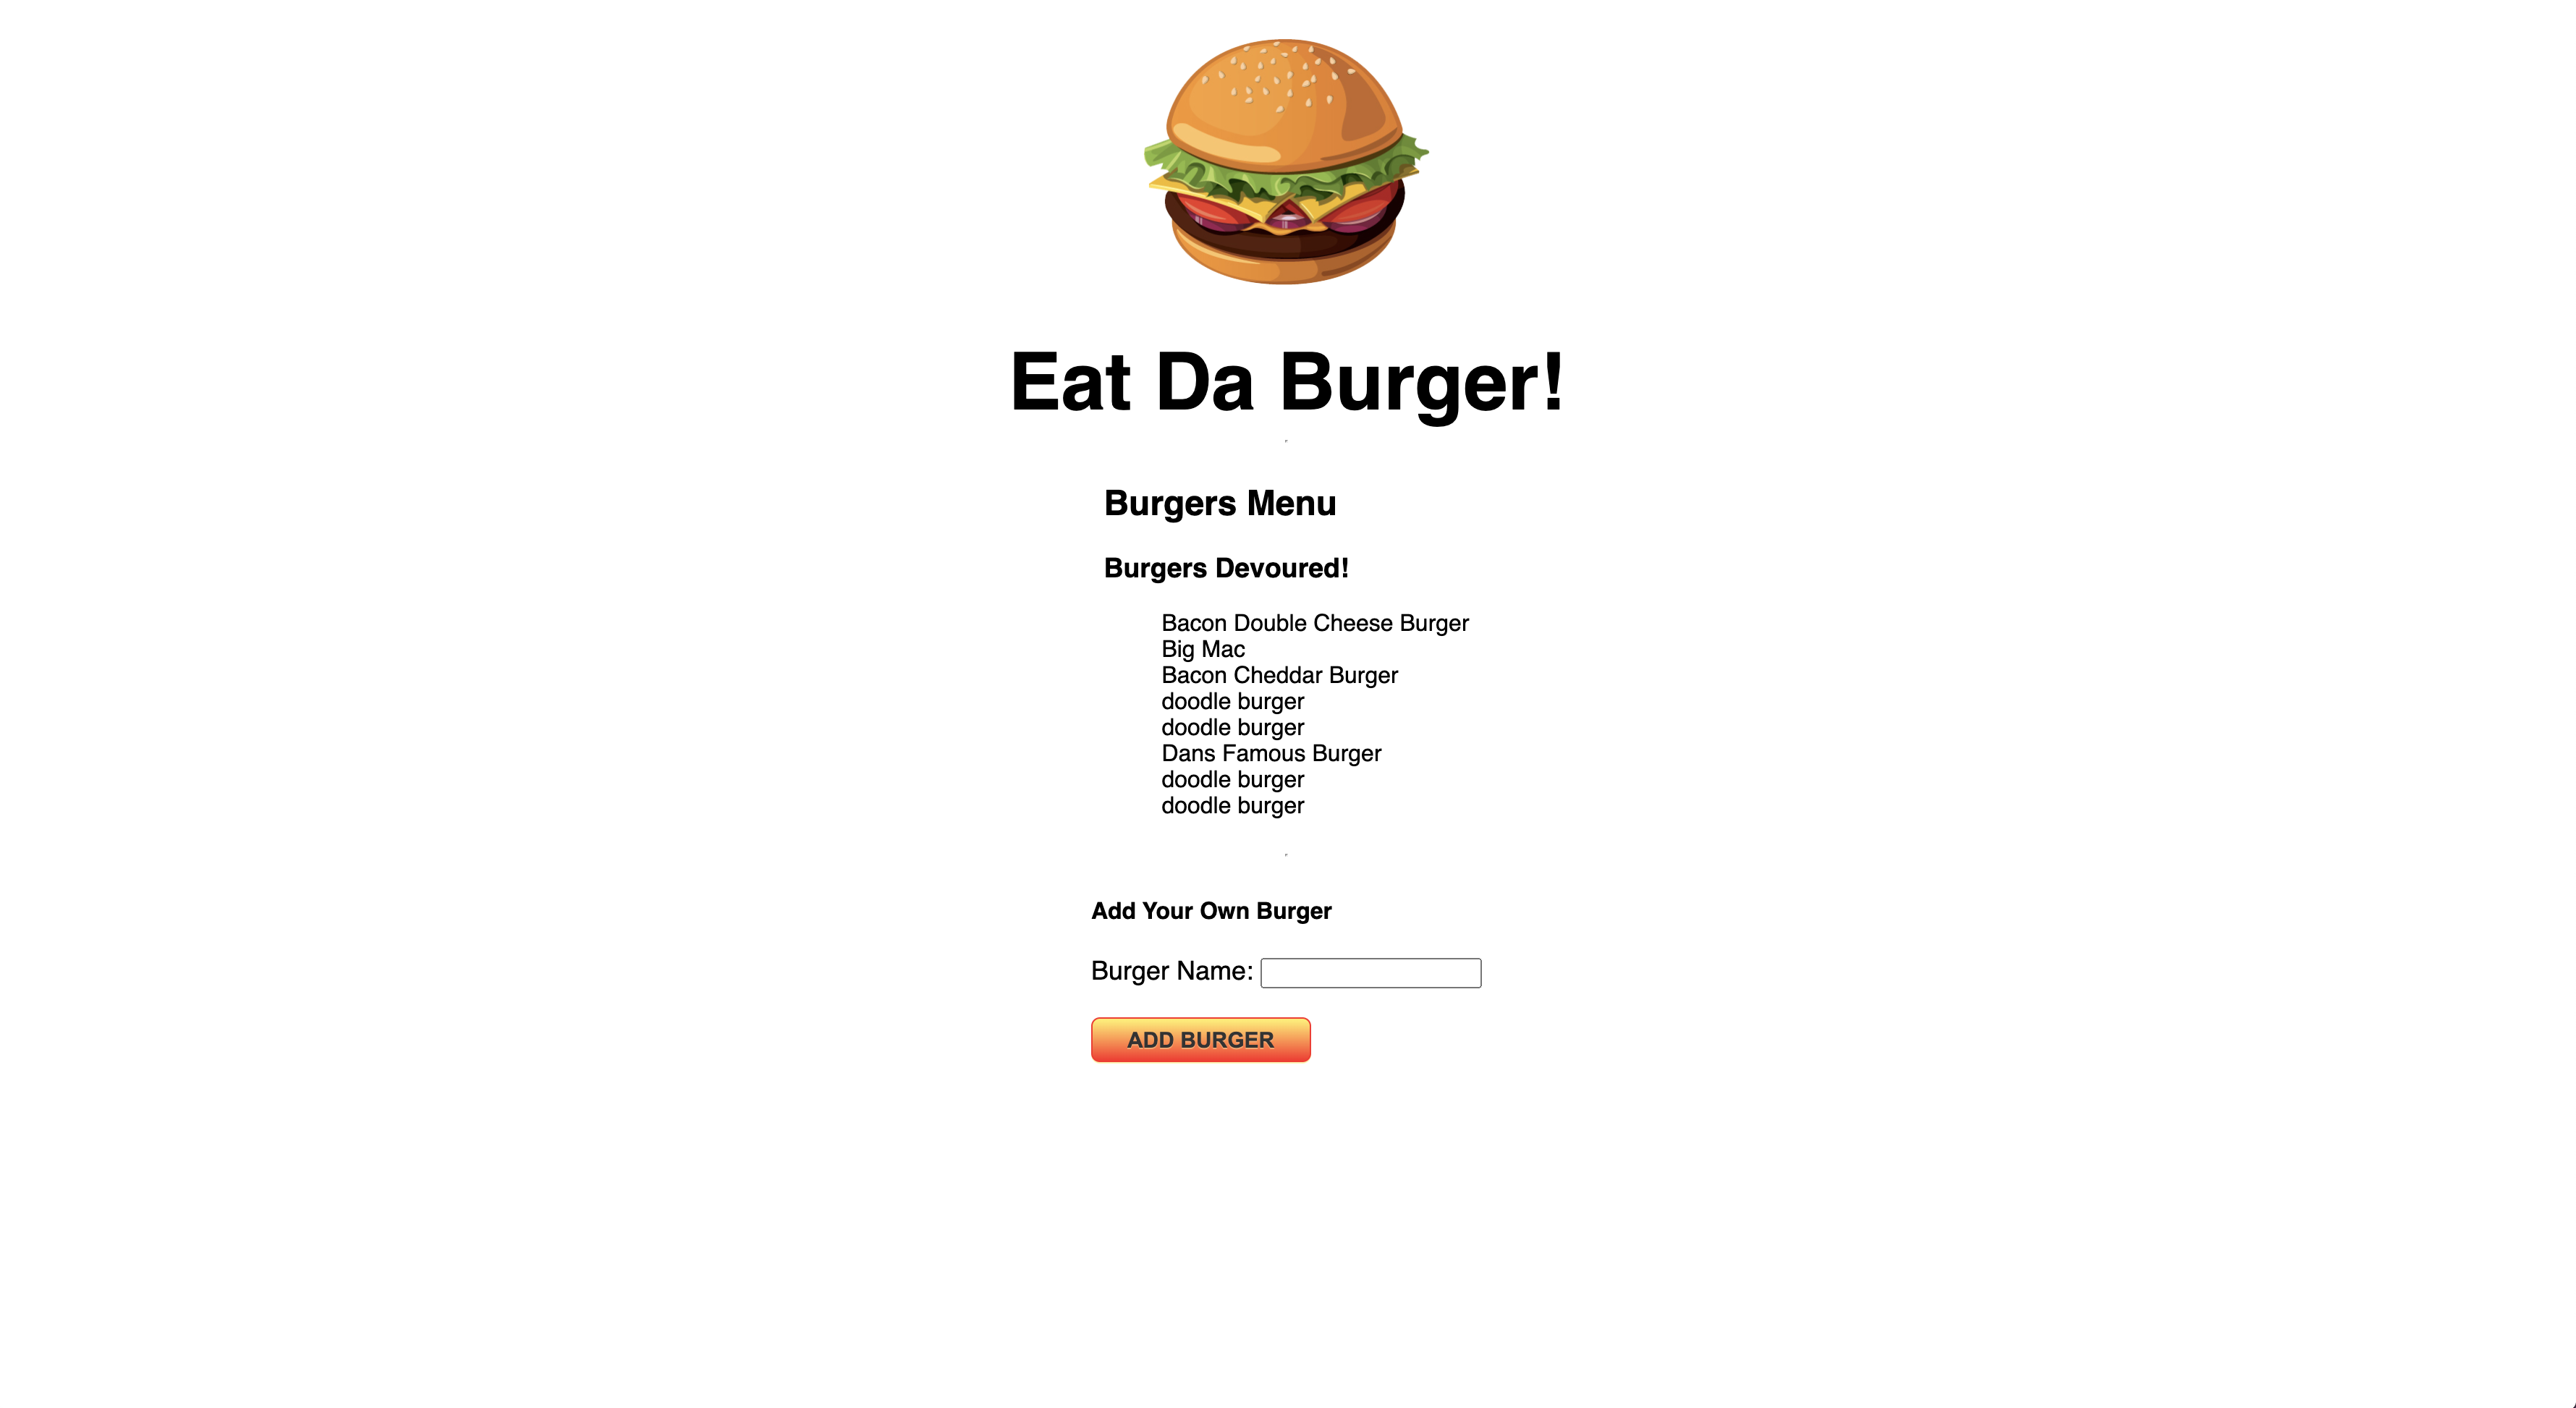 Eat Da Burger!
Burgers Menu
Burgers Devoured!
Bacon Double Cheese Burger
Big Mac
Bacon Cheddar Burger
doodle burger
doodle burger
Dans Famous Burger
doodle burger
doodle burger
Add Your Own Burger
Burger Name:
ADD BURGER